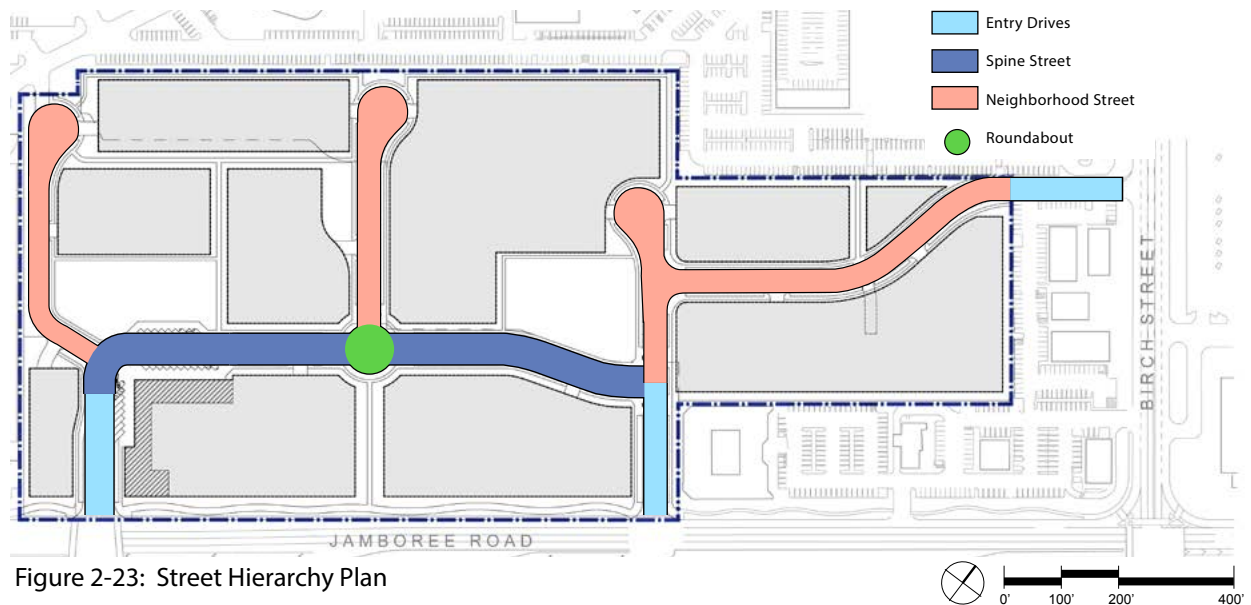 Entry Drives
Spine Street
Neighborhood Street
Roundabout
BIRCH STREET
JAMBOREE ROAD
Figure 2-23: Street Hierarchy Plan
0' 100' 200' 400'